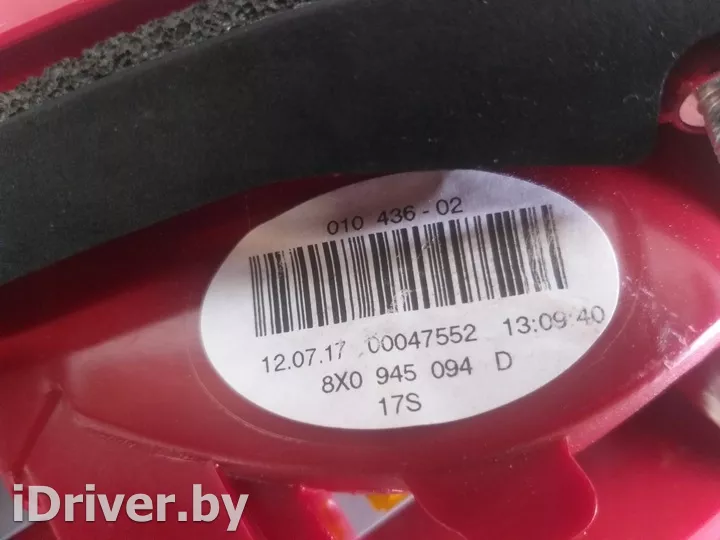 010 436-02
12.07.17 00047552 13:09:40
8X0 945 094 D
17S
iDriver.by